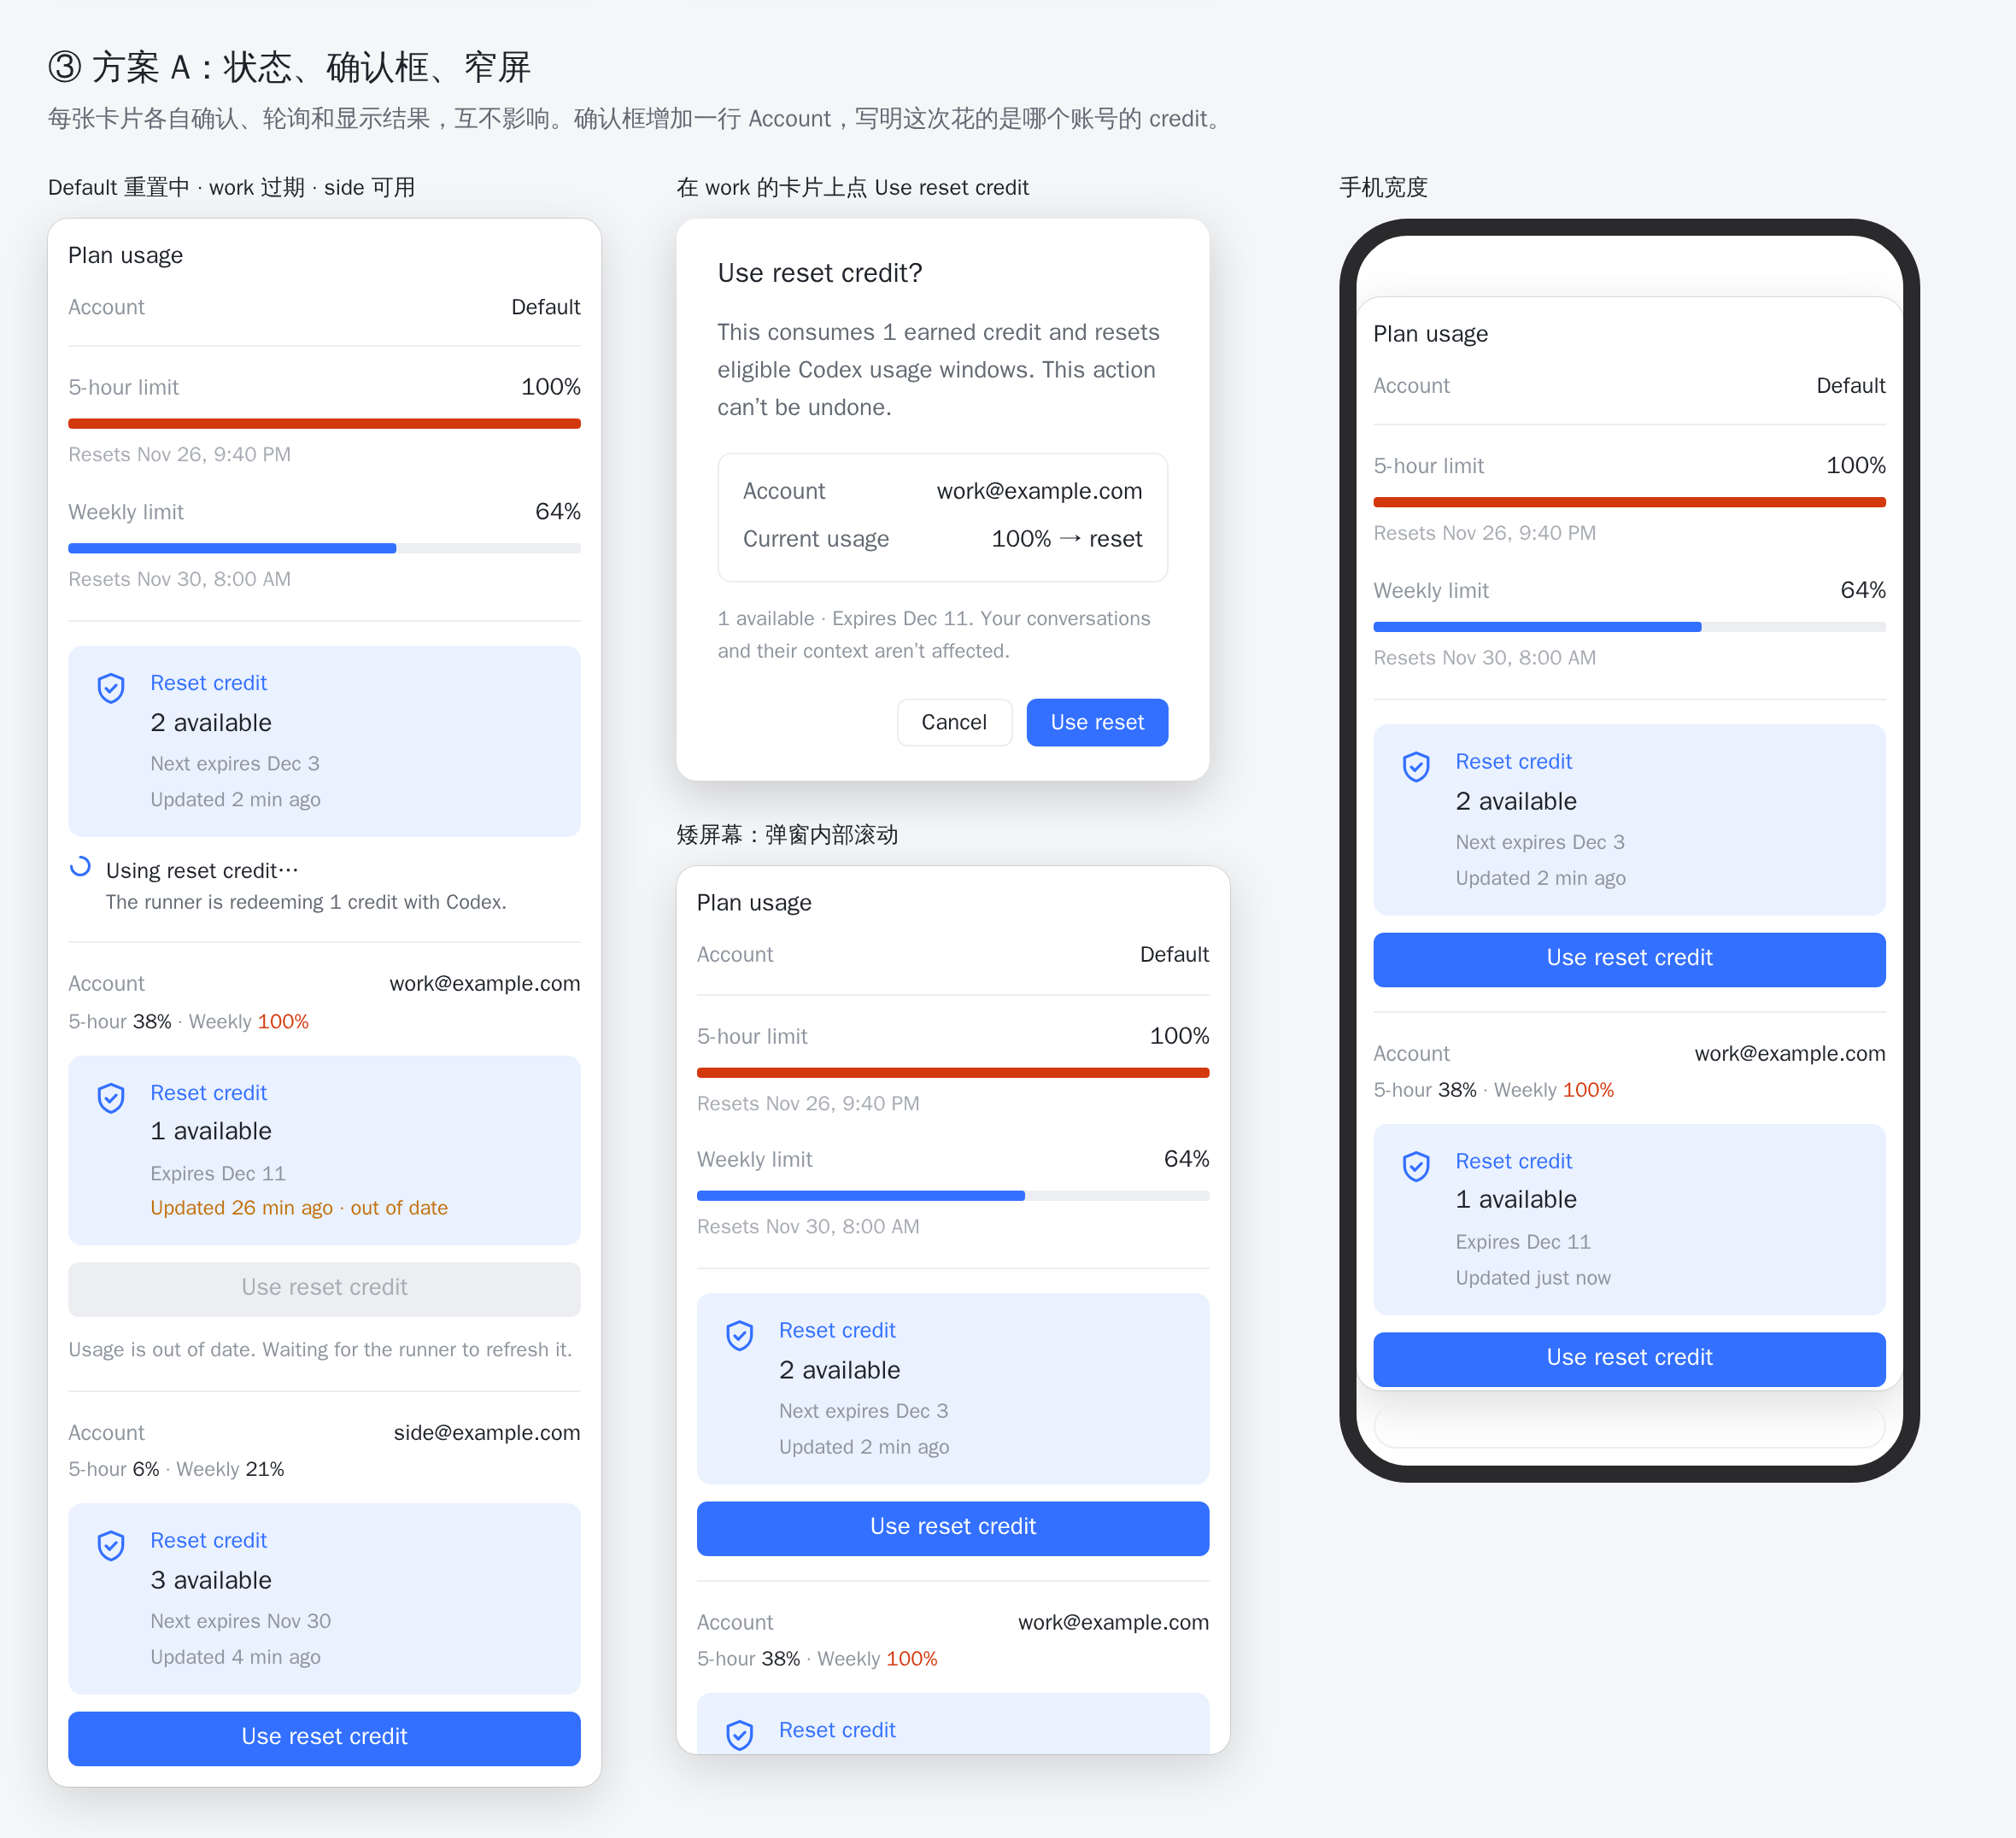 ③ 方案 A：状态、确认框、窄屏
每张卡片各自确认、轮询和显示结果，互不影响。确认框增加一行 Account，写明这次花的是哪个账号的 credit。
Default 重置中 · work 过期 · side 可用
Plan usage
Account Default
5-hour limit 100%
Resets Nov 26, 9:40 PM
Weekly limit 64%
Resets Nov 30, 8:00 AM
Reset credit
2 available
Next expires Dec 3
Updated 2 min ago
Using reset credit…
The runner is redeeming 1 credit with Codex.
Account work@example.com
5-hour 38% · Weekly 100%
Reset credit
1 available
Expires Dec 11
Updated 26 min ago · out of date
Use reset credit
Usage is out of date. Waiting for the runner to refresh it.
Account side@example.com
5-hour 6% · Weekly 21%
Reset credit
3 available
Next expires Nov 30
Updated 4 min ago
Use reset credit
在 work 的卡片上点 Use reset credit
Use reset credit?
This consumes 1 earned credit and resets
eligible Codex usage windows. This action
can’t be undone.
Account work@example.com
Current usage 100% → reset
1 available · Expires Dec 11. Your conversations
and their context aren’t affected.
Cancel Use reset
矮屏幕：弹窗内部滚动
Plan usage
Account Default
5-hour limit 100%
Resets Nov 26, 9:40 PM
Weekly limit 64%
Resets Nov 30, 8:00 AM
Reset credit
2 available
Next expires Dec 3
Updated 2 min ago
Use reset credit
Account work@example.com
5-hour 38% · Weekly 100%
Reset credit
手机宽度
Plan usage
Account Default
5-hour limit 100%
Resets Nov 26, 9:40 PM
Weekly limit 64%
Resets Nov 30, 8:00 AM
Reset credit
2 available
Next expires Dec 3
Updated 2 min ago
Use reset credit
Account work@example.com
5-hour 38% · Weekly 100%
Reset credit
1 available
Expires Dec 11
Updated just now
Use reset credit